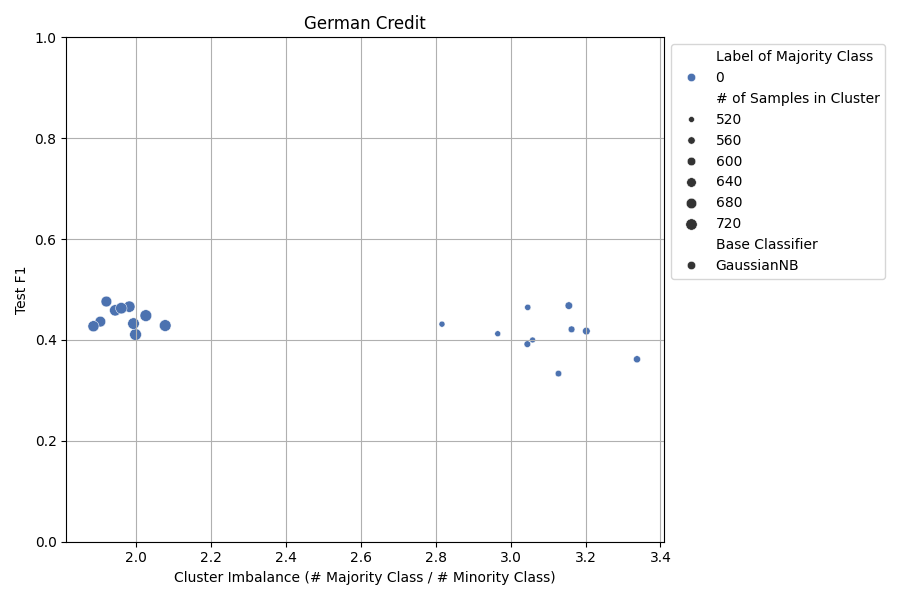 German Credit
1.0
0.8
0.6
0.4
0.2
0.0
Test F1
2.0 2.2 2.4 2.6 2.8 3.0 3.2 3.4
Cluster Imbalance (# Majority Class / # Minority Class)
Label of Majority Class
0
# of Samples in Cluster
520
560
600
640
680
720
Base Classifier
GaussianNB